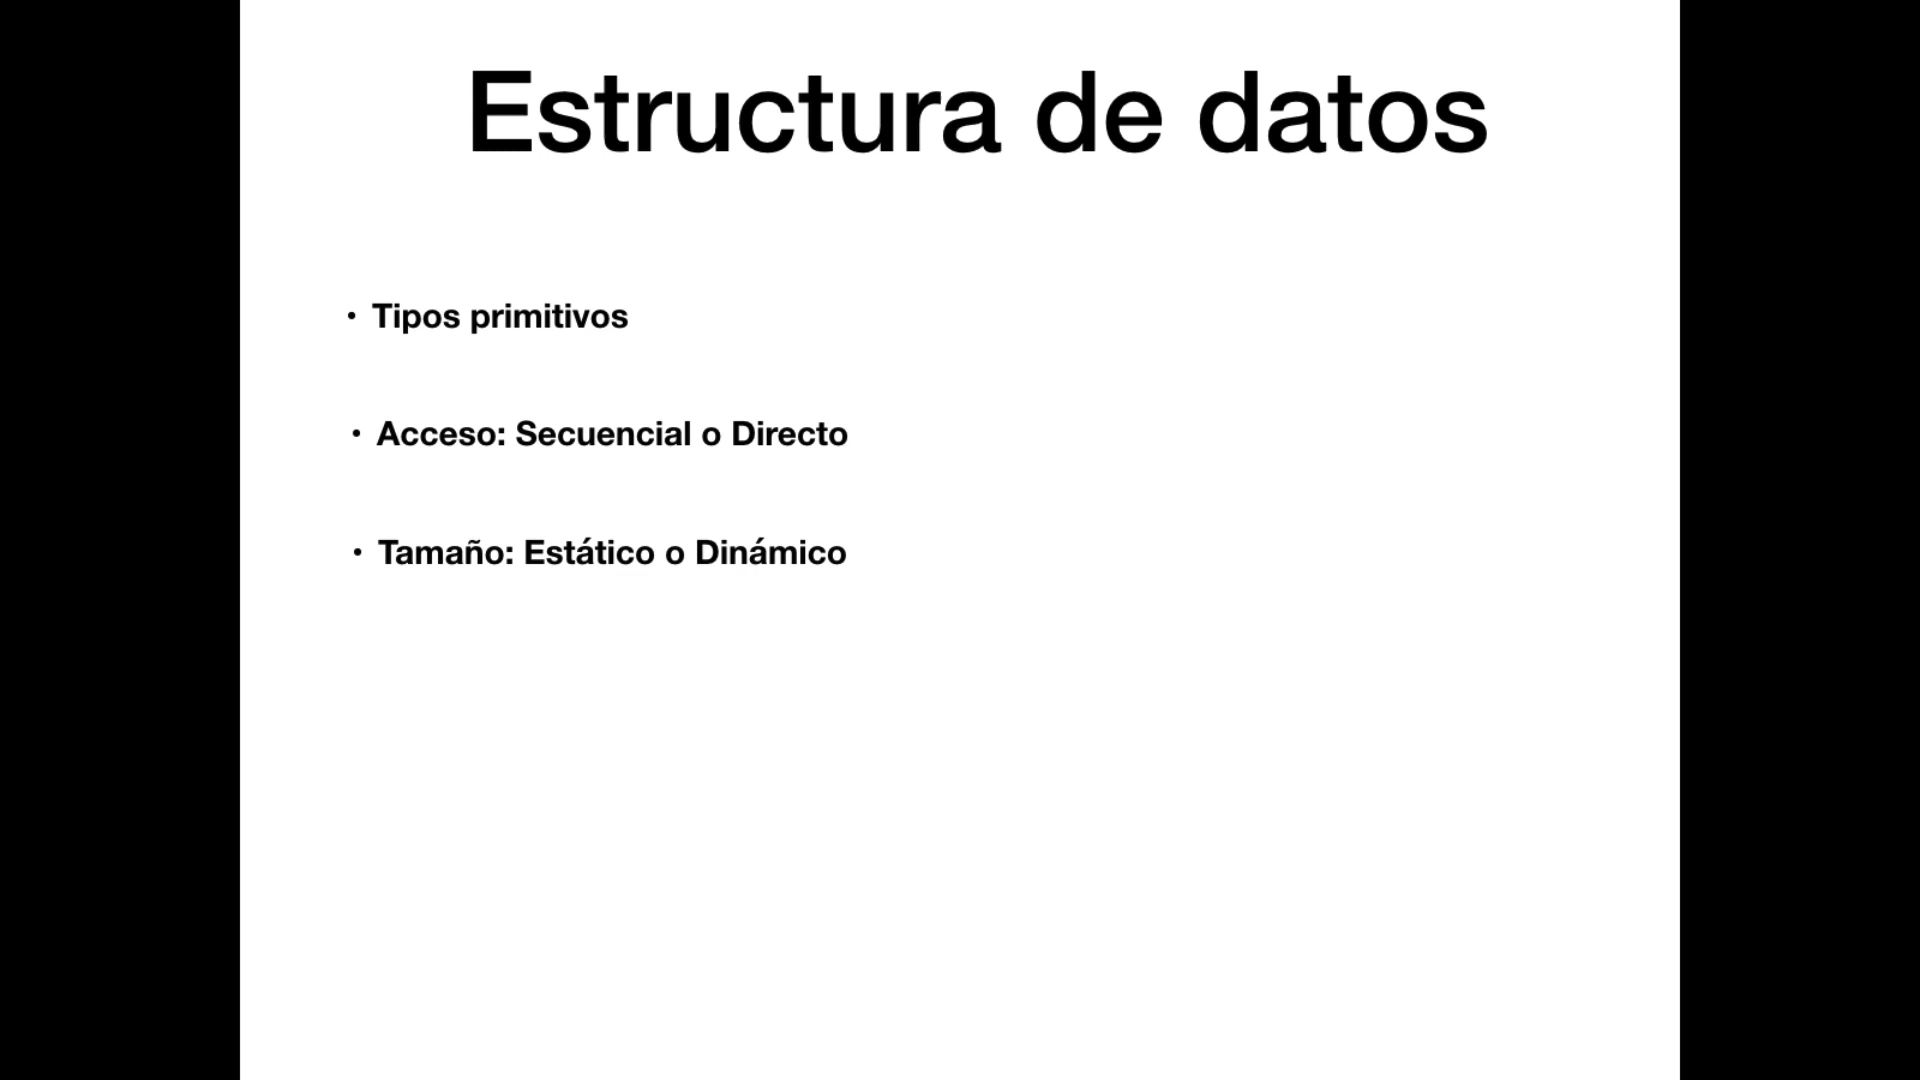 Estructura de datos
• Tipos primitivos
• Acceso: Secuencial o Directo
• Tamaño: Estático o Dinámico